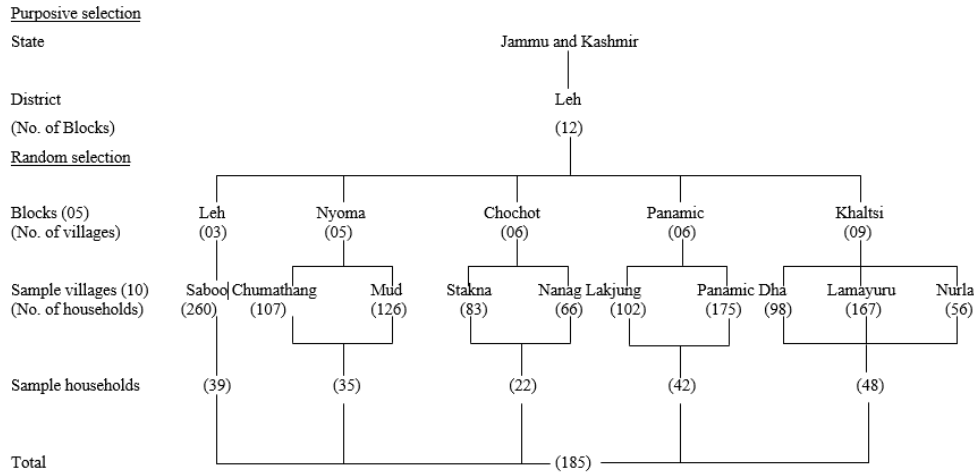 Purposive selection
State Jammu and Kashmir
District Leh
(No. of Blocks) (12)
Random selection
Blocks (05) Leh Nyoma Chochot Panamic Khaltsi
(No. of villages) (03) (05) (06) (06) (09)
Sample villages (10) Saboo Chumathang Mud Stakna Nanag Lakjung Panamic Dha Lamayuru Nurla
(No. of households) (260) (107) (126) (83) (66) (102) (175) (98) (167) (56)
Sample households (39) (35) (22) (42) (48)
Total (185)